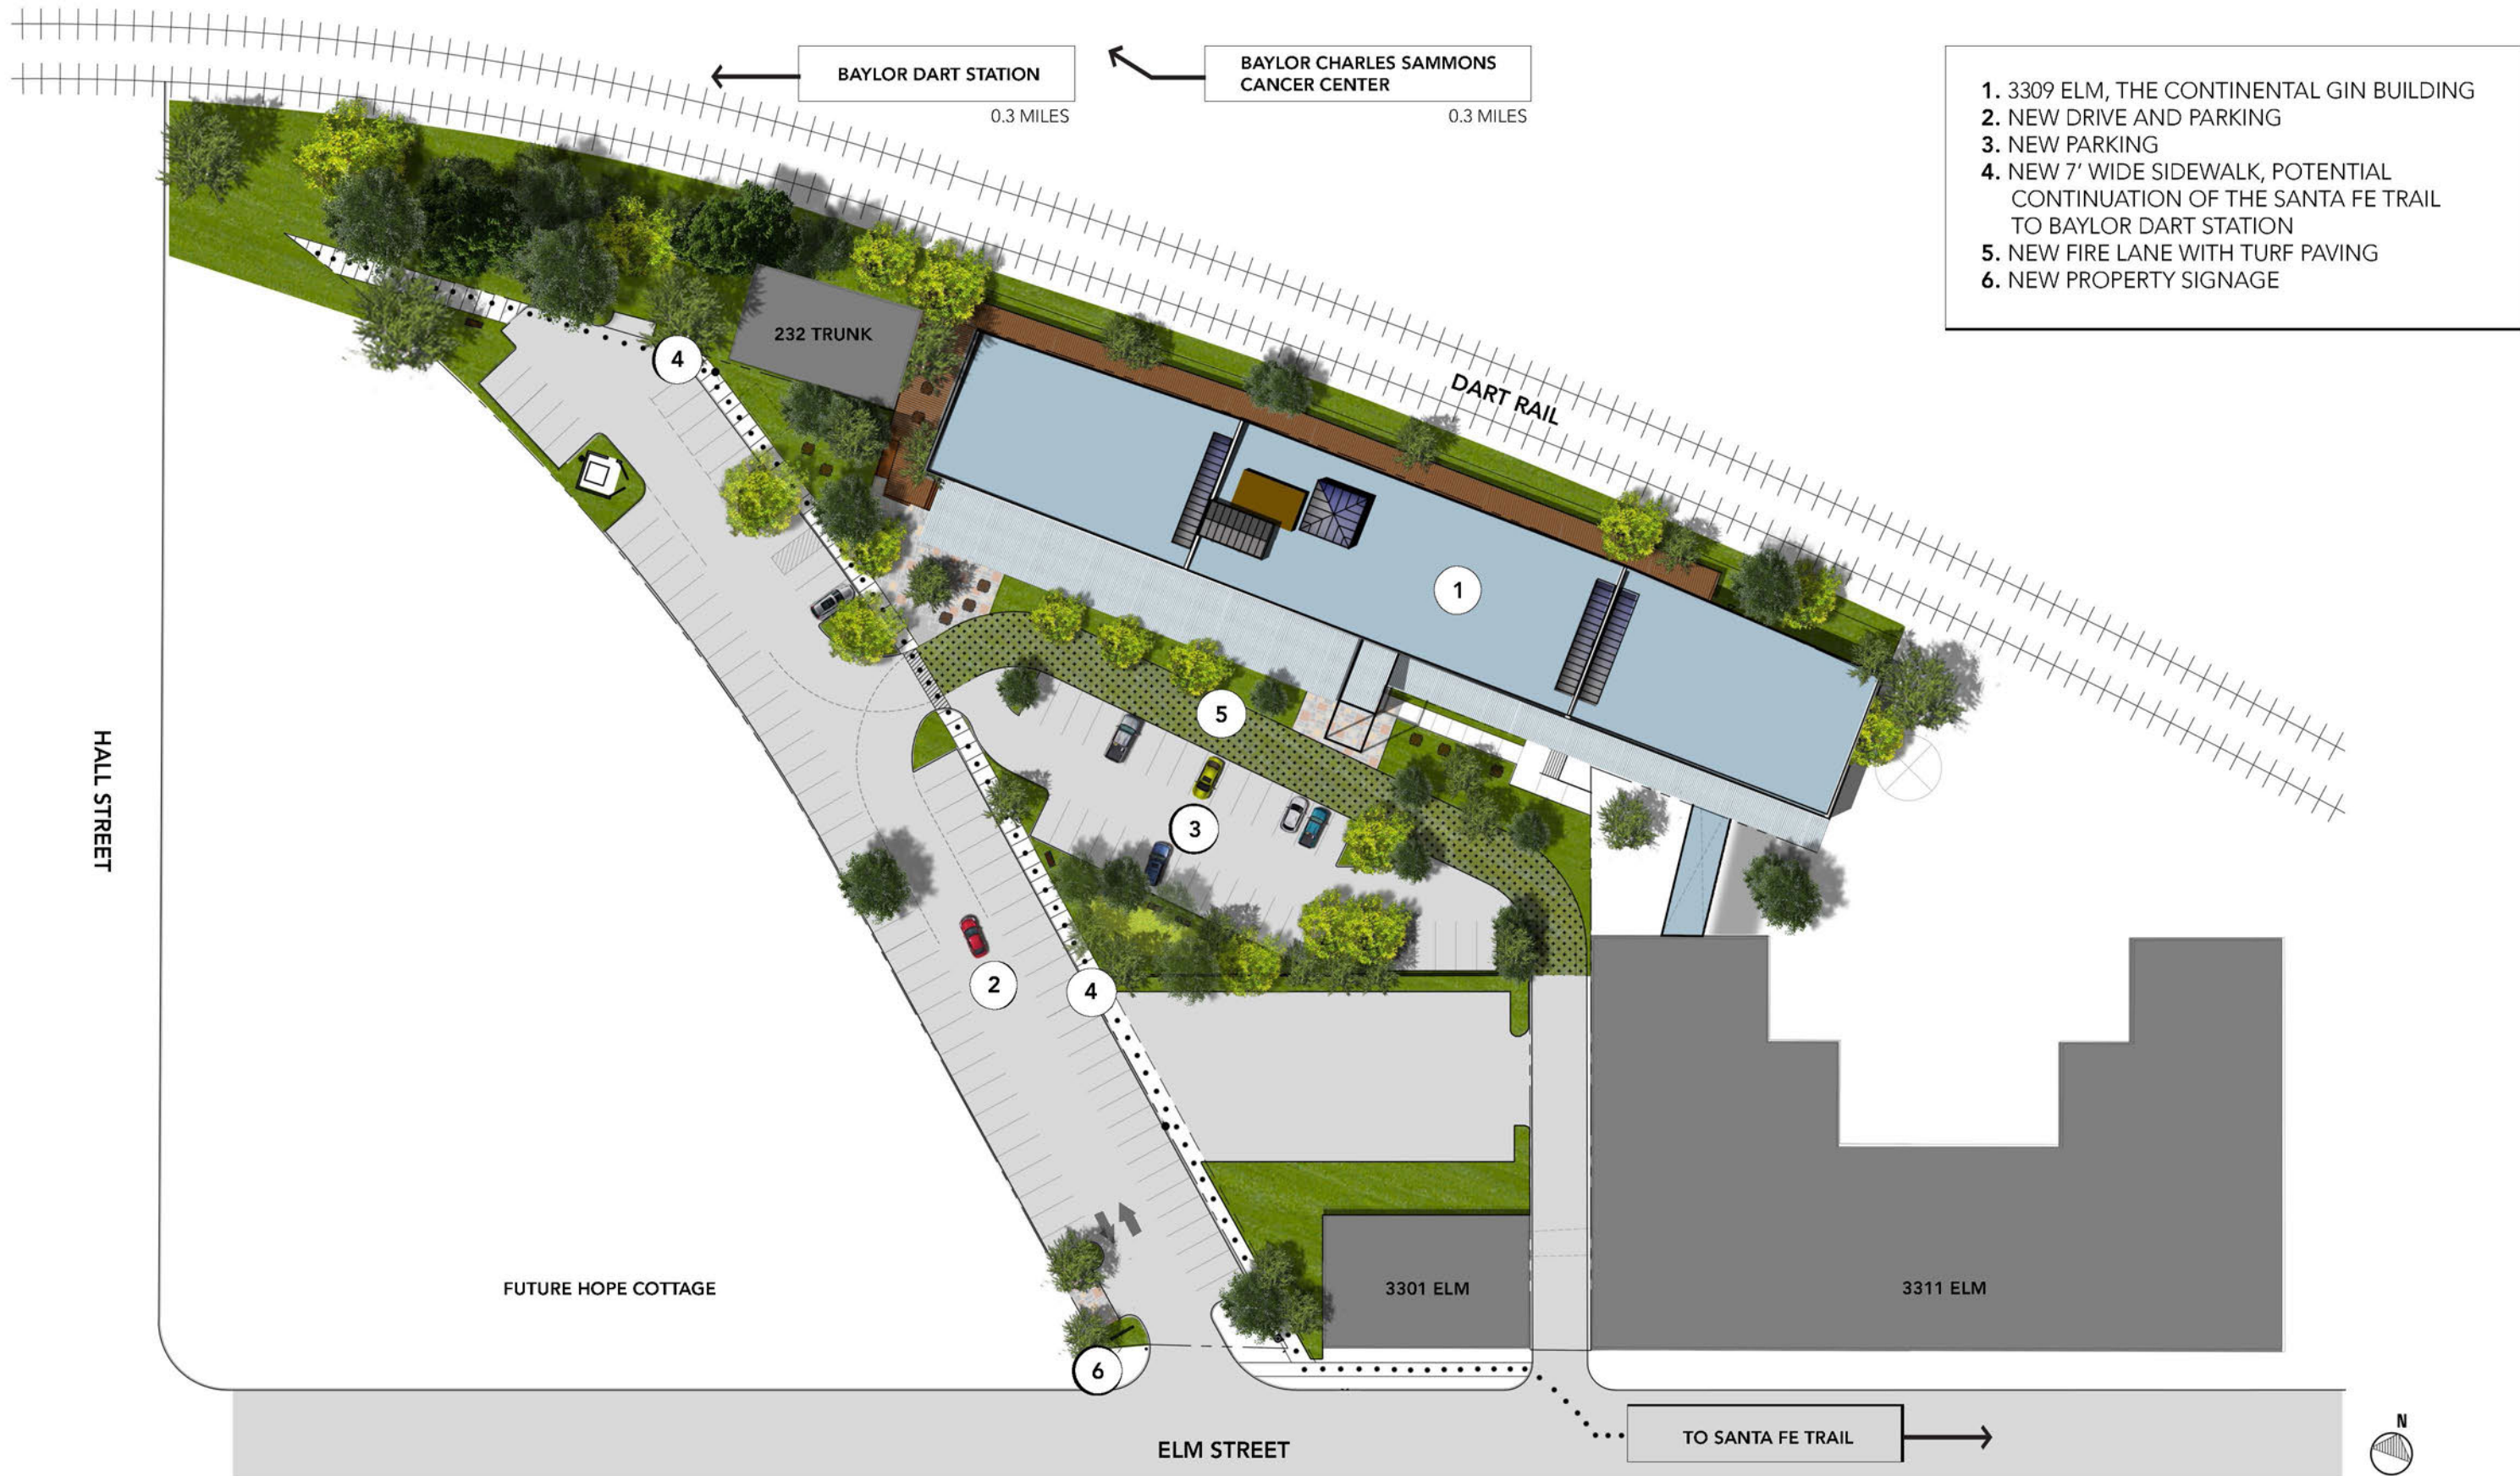 BAYLOR DART STATION
0.3 MILES
BAYLOR CHARLES SAMMONS
CANCER CENTER
0.3 MILES
1. 3309 ELM, THE CONTINENTAL GIN BUILDING
2. NEW DRIVE AND PARKING
3. NEW PARKING
4. NEW 7' WIDE SIDEWALK, POTENTIAL
CONTINUATION OF THE SANTA FE TRAIL
TO BAYLOR DART STATION
5. NEW FIRE LANE WITH TURF PAVING
6. NEW PROPERTY SIGNAGE
232 TRUNK
4
DART RAIL
1
5
HALL STREET
3
2
4
FUTURE HOPE COTTAGE
3301 ELM
3311 ELM
6
ELM STREET
TO SANTA FE TRAIL
N